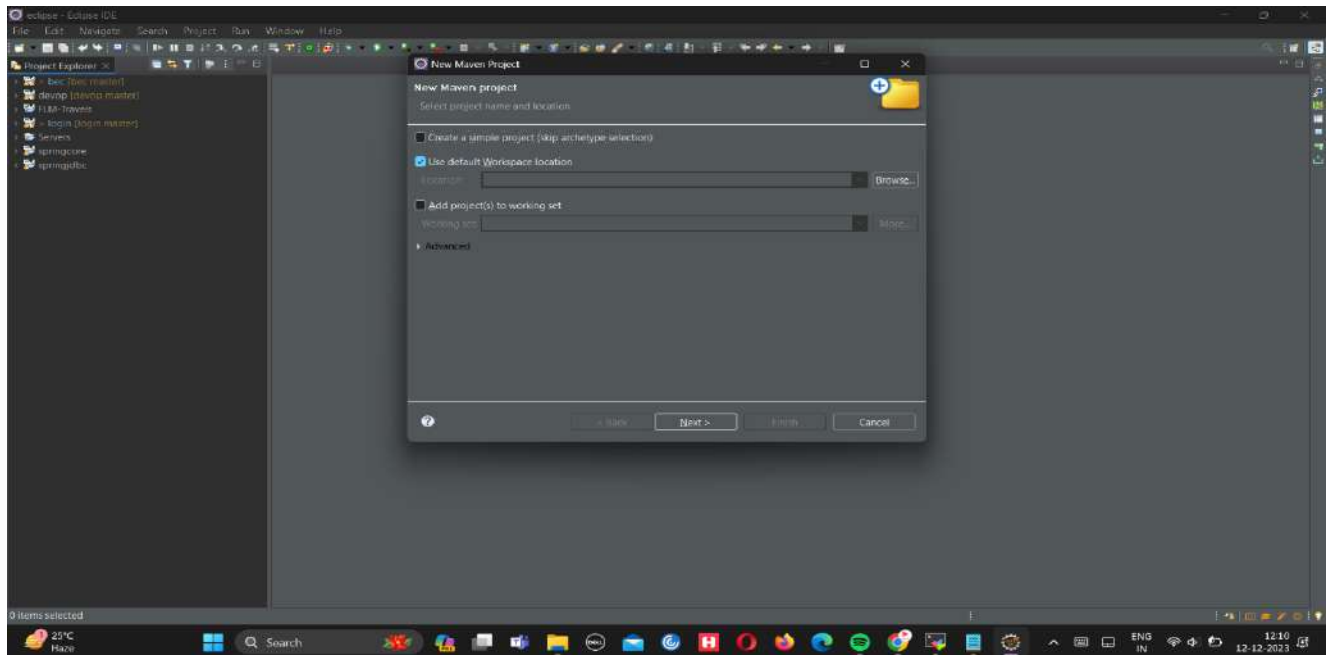 eclipse - Eclipse IDE
File Edit Navigate Search Project Run Window Help
Project Explorer
New Maven Project
New Maven project
Select project name and location
> bec [bec master]
devop [devop master]
FLM-Travels
> login [login master]
Servers
springcore
springjdbc
Create a simple project (skip archetype selection)
Use default Workspace location
Location:
Browse...
Add project(s) to working set
Working set:
More...
Advanced
< Back
Next >
Finish
Cancel
0 items selected
25°C
Haze
Search
ENG
IN
12:10
12-12-2023